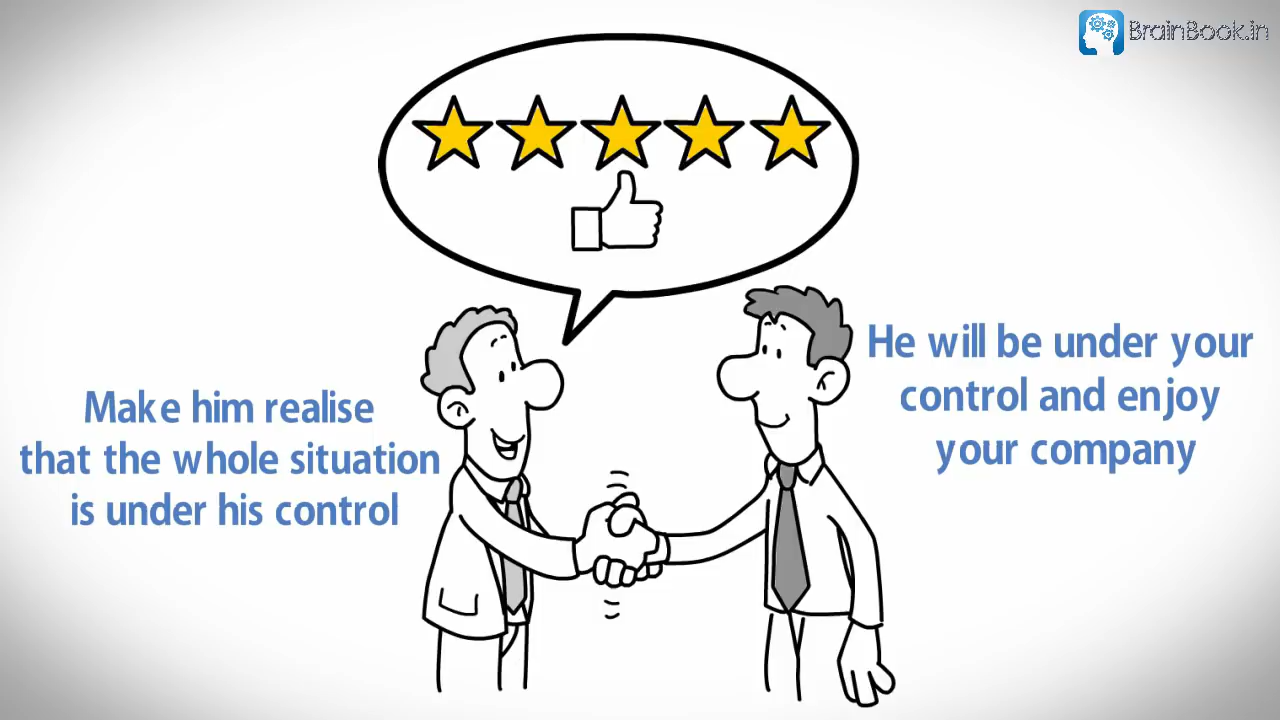 BrainBook.in
He will be under your
control and enjoy
your company
Make him realise
that the whole situation
is under his control